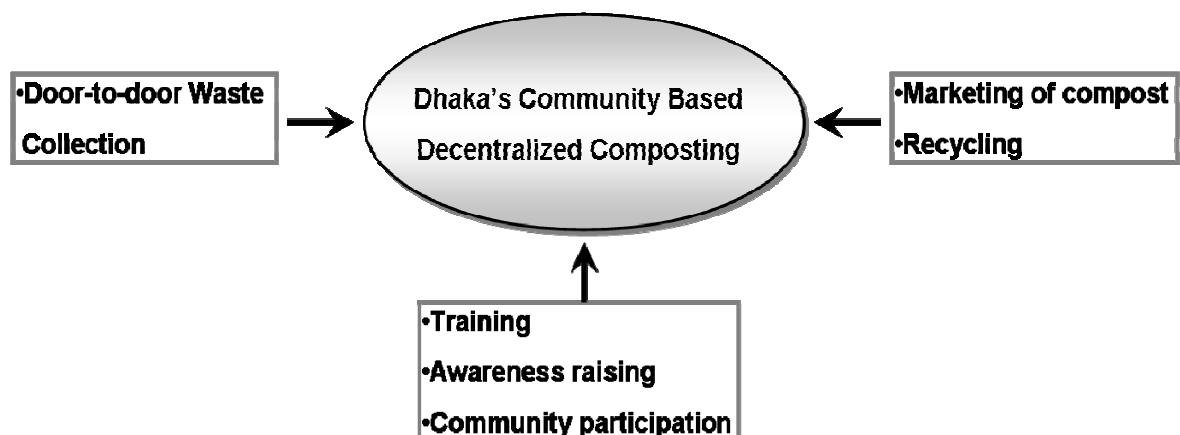 •Door-to-door Waste
Collection
Dhaka's Community Based
Decentralized Composting
•Marketing of compost
•Recycling
•Training
•Awareness raising
•Community participation